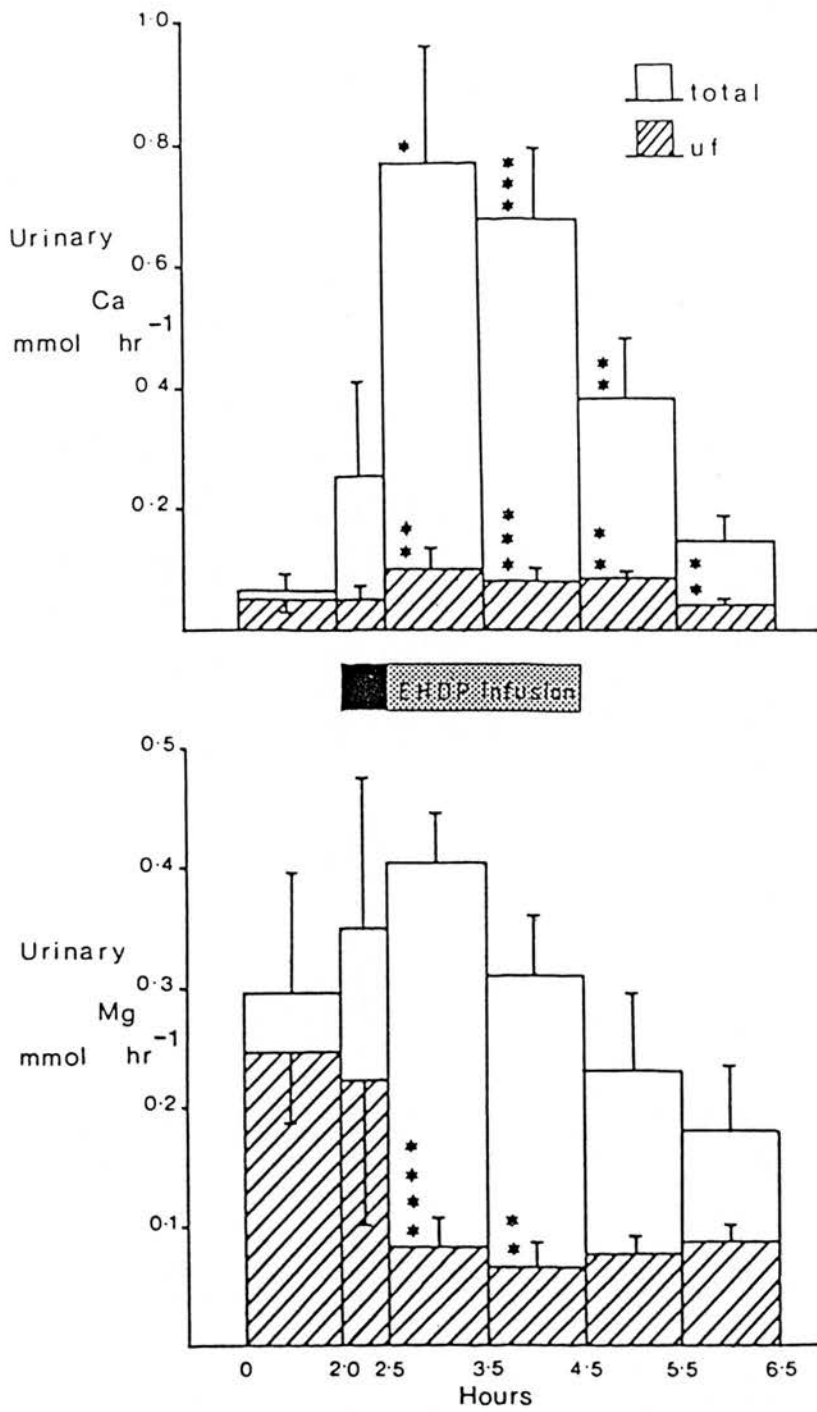 1·0
total
0·8
uf
Urinary
0·6
Ca
mmol hr-1
0·4
0·2
EHDP infusion
0·5
0·4
Urinary
0·3
Mg
mmol hr-1
0·2
0·1
0 2·0 2·5 3·5 4·5 5·5 6·5
Hours